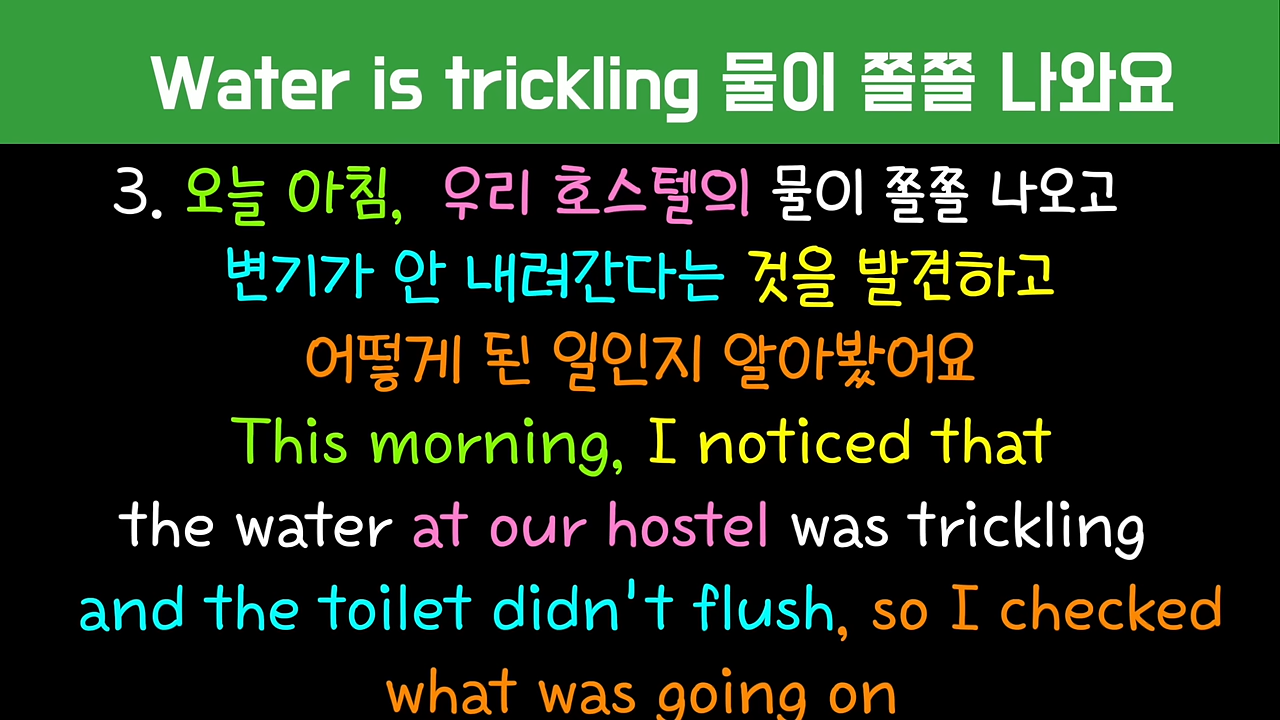 Water is trickling 물이 쫄쫄 나와요
3. 오늘 아침, 우리 호스텔의 물이 쫄쫄 나오고
변기가 안 내려간다는 것을 발견하고
어떻게 된 일인지 알아봤어요
This morning, I noticed that
the water at our hostel was trickling
and the toilet didn't flush, so I checked
what was going on